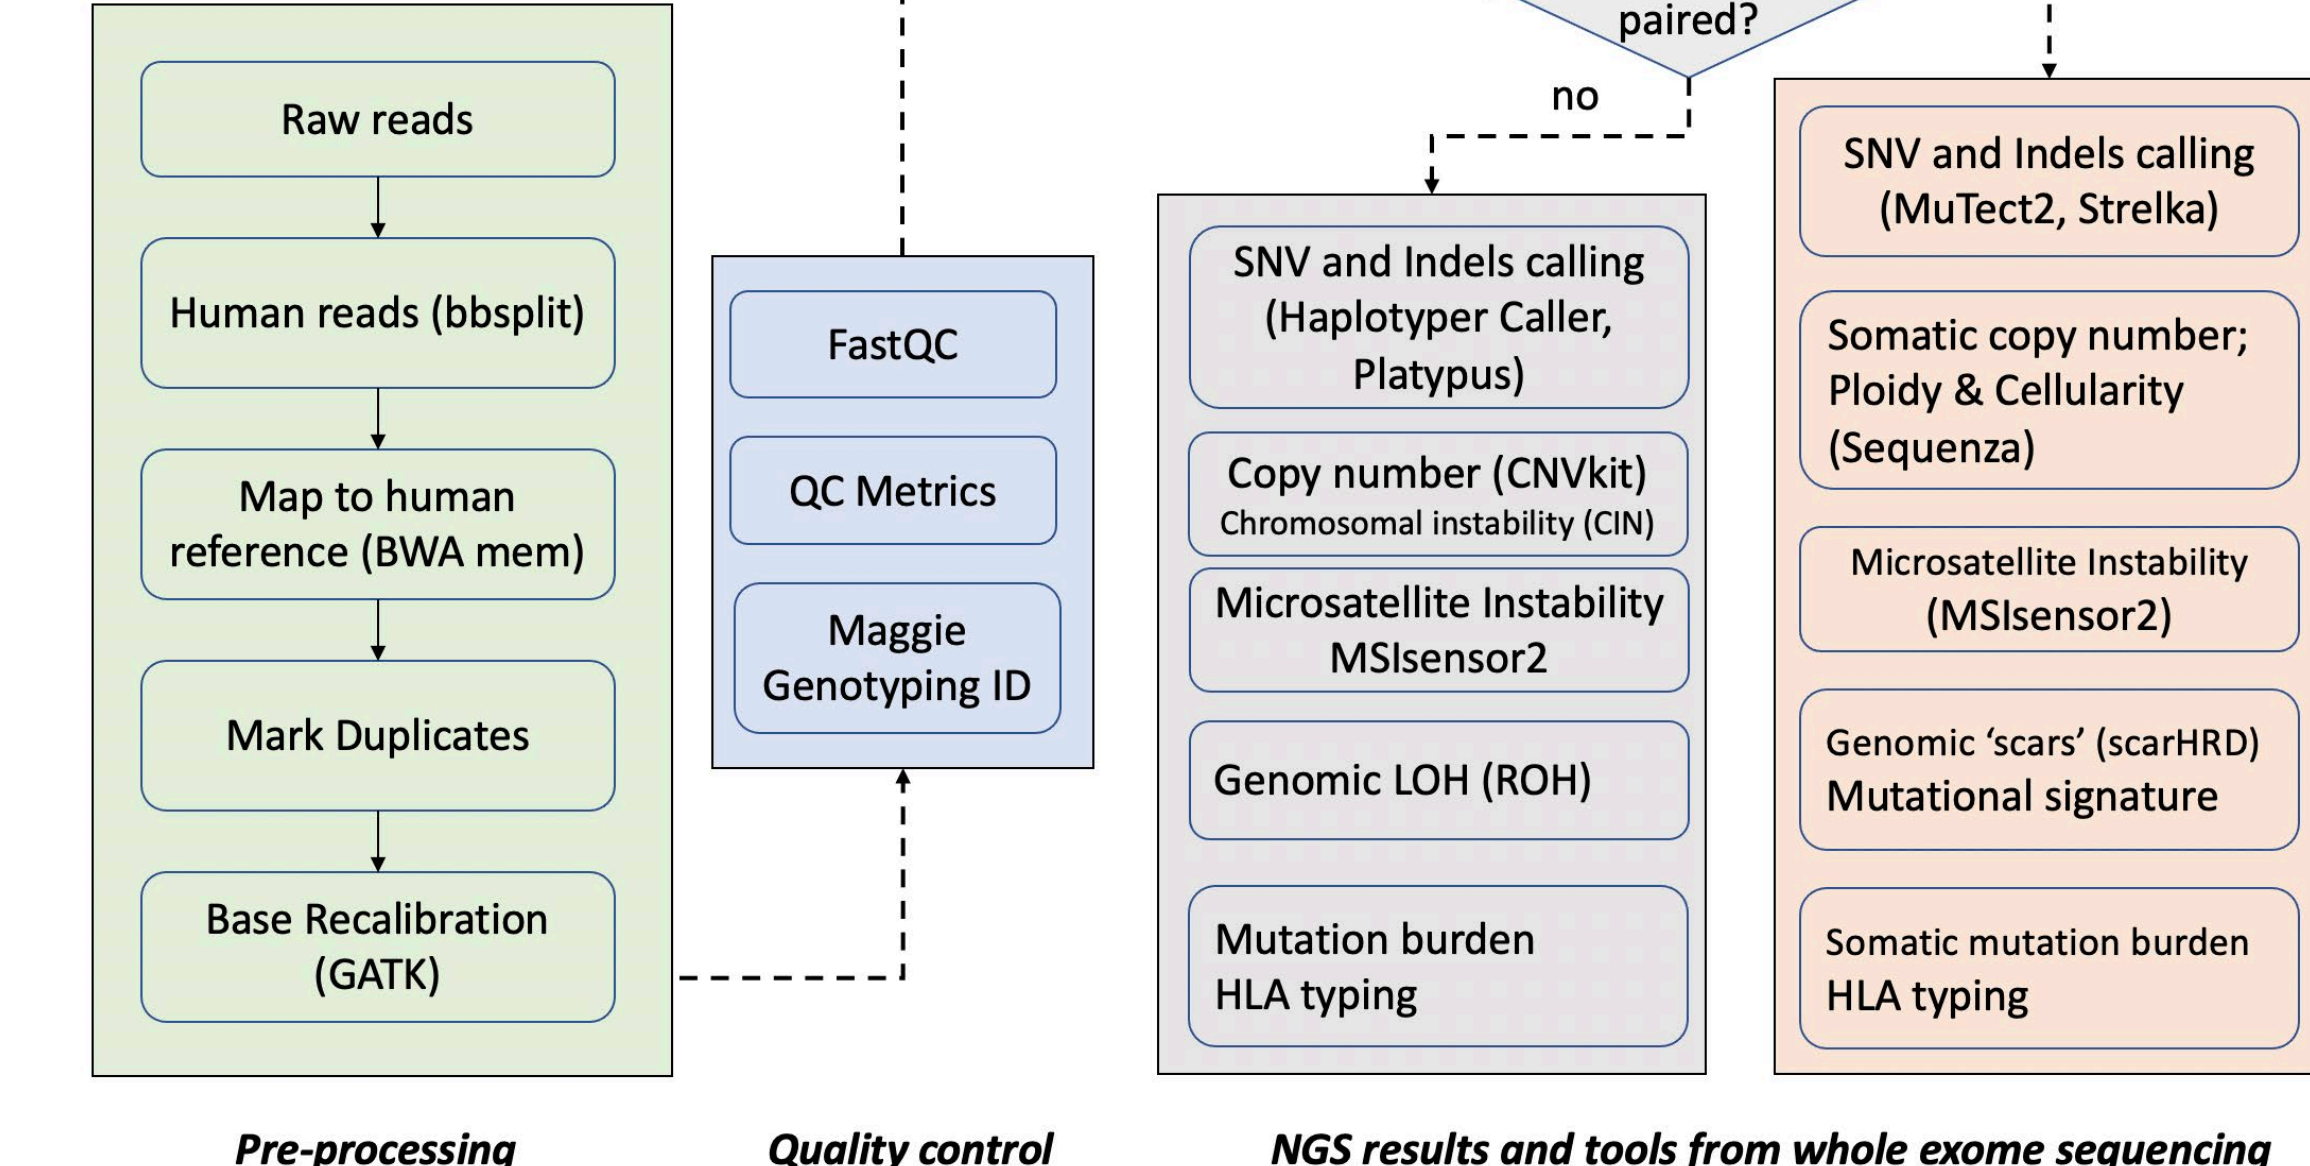 paired?
no
Raw reads
Human reads (bbsplit)
Map to human
reference (BWA mem)
Mark Duplicates
Base Recalibration
(GATK)
FastQC
QC Metrics
Maggie
Genotyping ID
SNV and Indels calling
(Haplotyper Caller,
Platypus)
Copy number (CNVkit)
Chromosomal instability (CIN)
Microsatellite Instability
MSIsensor2
Genomic LOH (ROH)
Mutation burden
HLA typing
SNV and Indels calling
(MuTect2, Strelka)
Somatic copy number;
Ploidy & Cellularity
(Sequenza)
Microsatellite Instability
(MSIsensor2)
Genomic ‘scars’ (scarHRD)
Mutational signature
Somatic mutation burden
HLA typing
Pre-processing
Quality control
NGS results and tools from whole exome sequencing